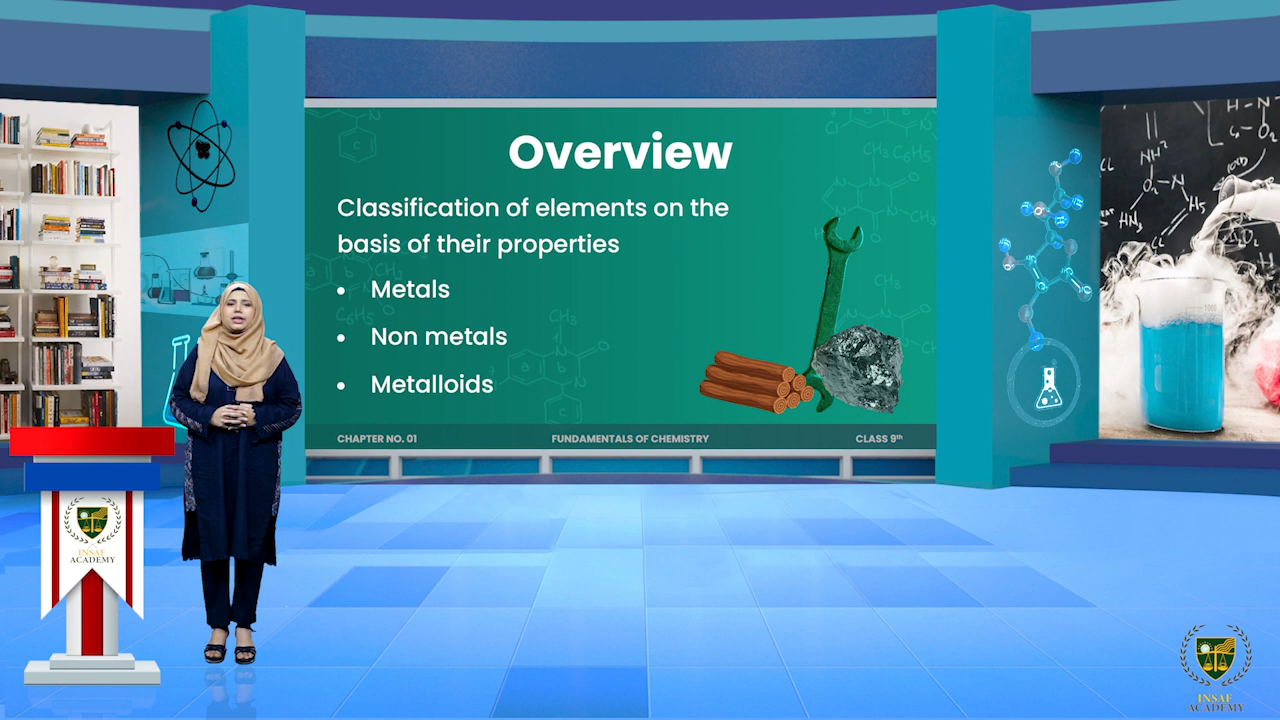 Overview
Classification of elements on the
basis of their properties
• Metals
• Non metals
• Metalloids
CHAPTER NO. 01
FUNDAMENTALS OF CHEMISTRY
CLASS 9th
INSAF
ACADEMY
INSAF
ACADEMY